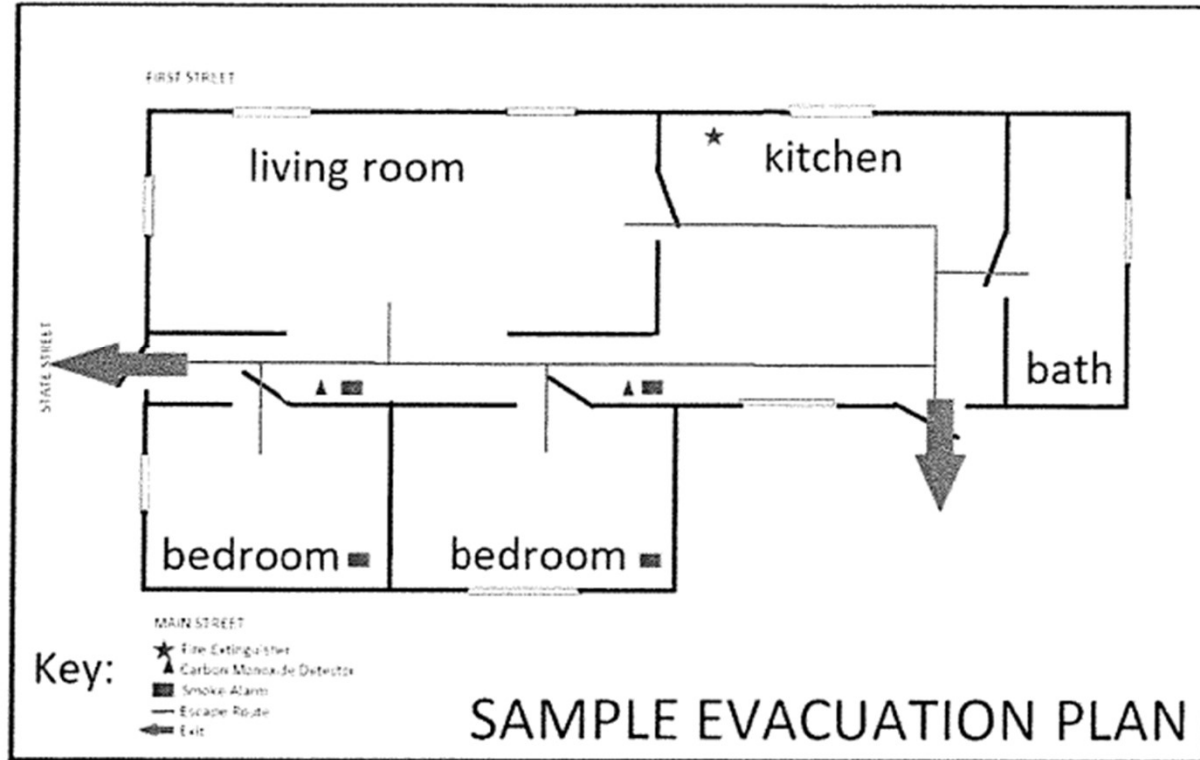 FIRST STREET
living room
kitchen
STATE STREET
bath
bedroom
bedroom
MAIN STREET
Key:
Fire Extinguisher
Carbon Monoxide Detector
Smoke Alarm
Escape Route
Exit
SAMPLE EVACUATION PLAN